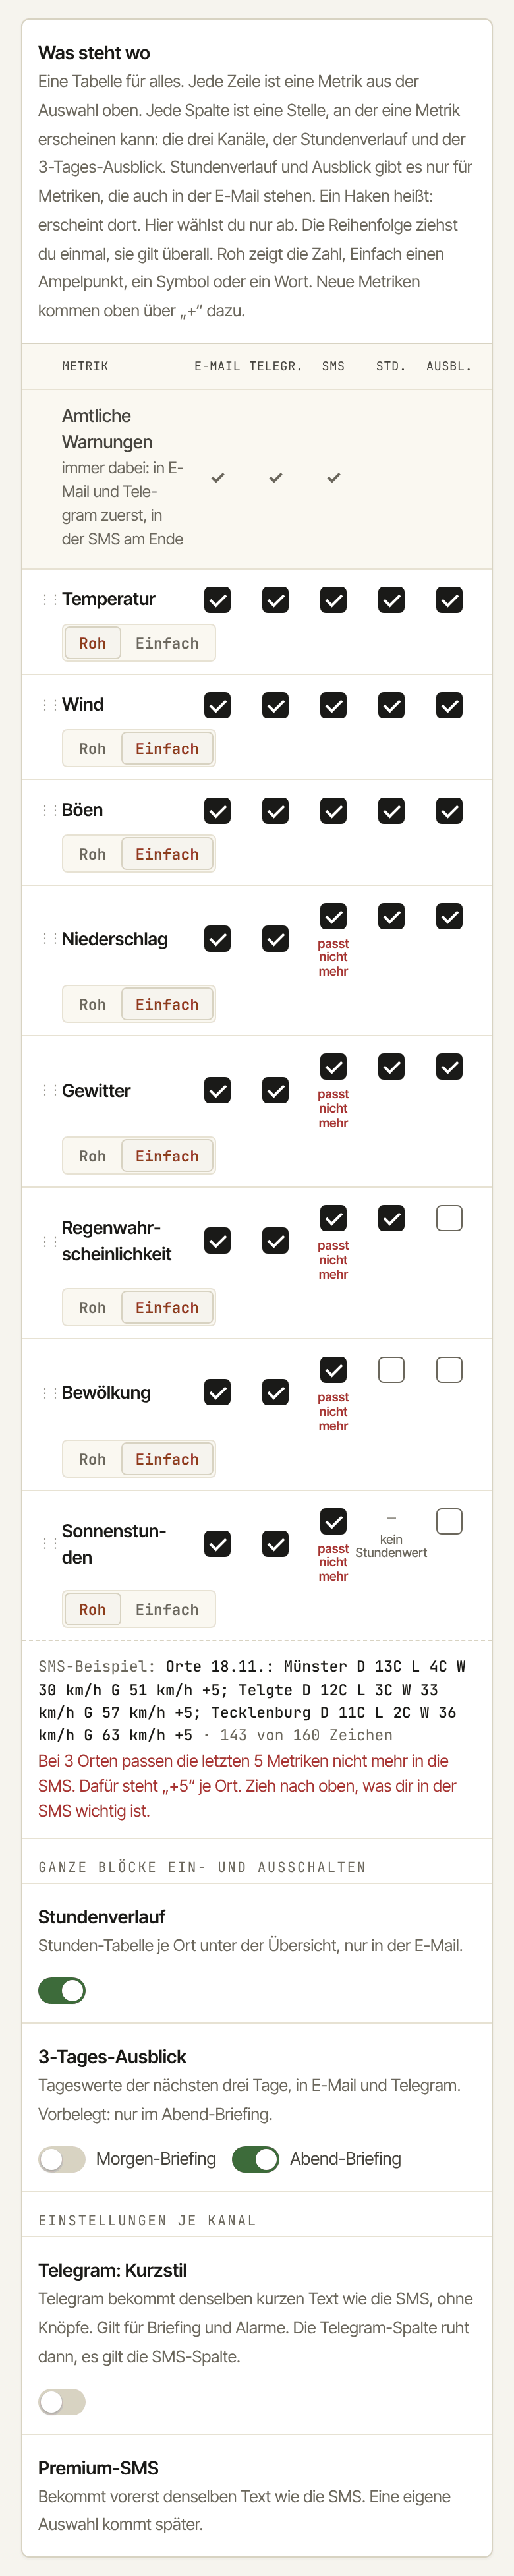 Was steht wo
Eine Tabelle für alles. Jede Zeile ist eine Metrik aus der
Auswahl oben. Jede Spalte ist eine Stelle, an der eine Metrik
erscheinen kann: die drei Kanäle, der Stundenverlauf und der
3-Tages-Ausblick. Stundenverlauf und Ausblick gibt es nur für
Metriken, die auch in der E-Mail stehen. Ein Haken heißt:
erscheint dort. Hier wählst du nur ab. Die Reihenfolge ziehst
du einmal, sie gilt überall. Roh zeigt die Zahl, Einfach einen
Ampelpunkt, ein Symbol oder ein Wort. Neue Metriken
kommen oben über „+“ dazu.
METRIK E-MAIL TELEGR. SMS STD. AUSBL.
Amtliche
Warnungen
immer dabei: in E-
Mail und Tele-
gram zuerst, in
der SMS am Ende
Temperatur
Roh Einfach
Wind
Roh Einfach
Böen
Roh Einfach
Niederschlag
passt
nicht
mehr
Roh Einfach
Gewitter
passt
nicht
mehr
Roh Einfach
Regenwahr-
scheinlichkeit
passt
nicht
mehr
Roh Einfach
Bewölkung
passt
nicht
mehr
Roh Einfach
Sonnenstun-
den
passt
nicht
mehr
–
kein
Stundenwert
Roh Einfach
SMS-Beispiel: Orte 18.11.: Münster D 13C L 4C W
30 km/h G 51 km/h +5; Telgte D 12C L 3C W 33
km/h G 57 km/h +5; Tecklenburg D 11C L 2C W 36
km/h G 63 km/h +5 · 143 von 160 Zeichen
Bei 3 Orten passen die letzten 5 Metriken nicht mehr in die
SMS. Dafür steht „+5“ je Ort. Zieh nach oben, was dir in der
SMS wichtig ist.
GANZE BLÖCKE EIN- UND AUSSCHALTEN
Stundenverlauf
Stunden-Tabelle je Ort unter der Übersicht, nur in der E-Mail.
3-Tages-Ausblick
Tageswerte der nächsten drei Tage, in E-Mail und Telegram.
Vorbelegt: nur im Abend-Briefing.
Morgen-Briefing Abend-Briefing
EINSTELLUNGEN JE KANAL
Telegram: Kurzstil
Telegram bekommt denselben kurzen Text wie die SMS, ohne
Knöpfe. Gilt für Briefing und Alarme. Die Telegram-Spalte ruht
dann, es gilt die SMS-Spalte.
Premium-SMS
Bekommt vorerst denselben Text wie die SMS. Eine eigene
Auswahl kommt später.